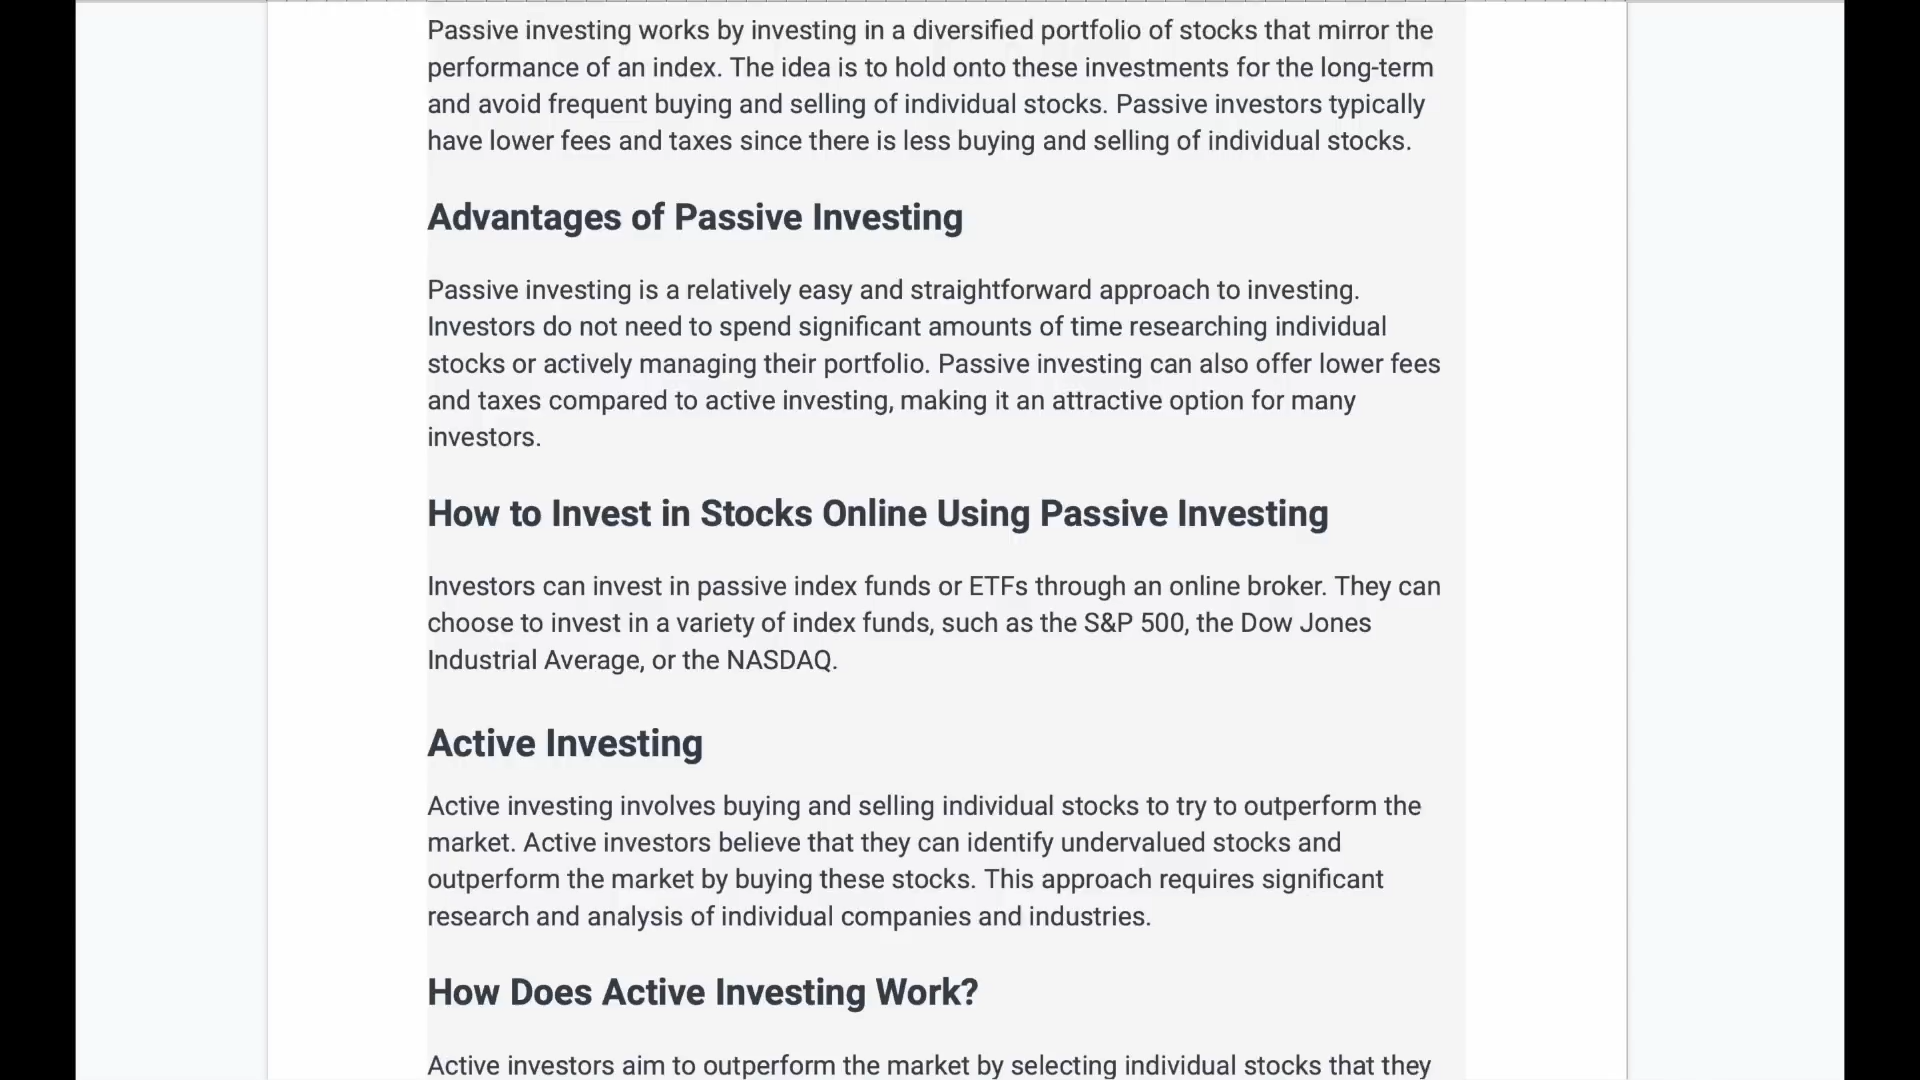 Passive investing works by investing in a diversified portfolio of stocks that mirror the
performance of an index. The idea is to hold onto these investments for the long-term
and avoid frequent buying and selling of individual stocks. Passive investors typically
have lower fees and taxes since there is less buying and selling of individual stocks.
Advantages of Passive Investing
Passive investing is a relatively easy and straightforward approach to investing.
Investors do not need to spend significant amounts of time researching individual
stocks or actively managing their portfolio. Passive investing can also offer lower fees
and taxes compared to active investing, making it an attractive option for many
investors.
How to Invest in Stocks Online Using Passive Investing
Investors can invest in passive index funds or ETFs through an online broker. They can
choose to invest in a variety of index funds, such as the S&P 500, the Dow Jones
Industrial Average, or the NASDAQ.
Active Investing
Active investing involves buying and selling individual stocks to try to outperform the
market. Active investors believe that they can identify undervalued stocks and
outperform the market by buying these stocks. This approach requires significant
research and analysis of individual companies and industries.
How Does Active Investing Work?
Active investors aim to outperform the market by selecting individual stocks that they